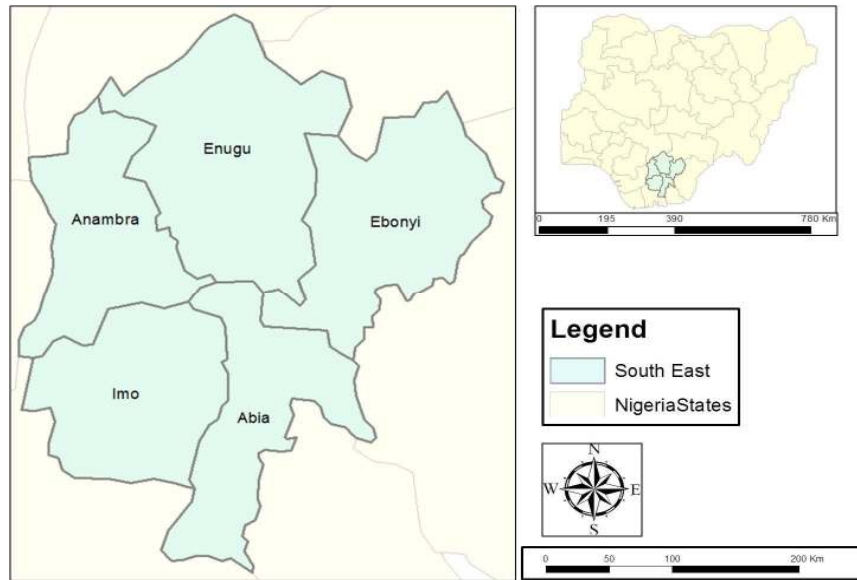 Enugu
Anambra
Ebonyi
Imo
Abia
0 195 390 780 Km
Legend
South East
NigeriaStates
N
W E
S
0 50 100 200 Km